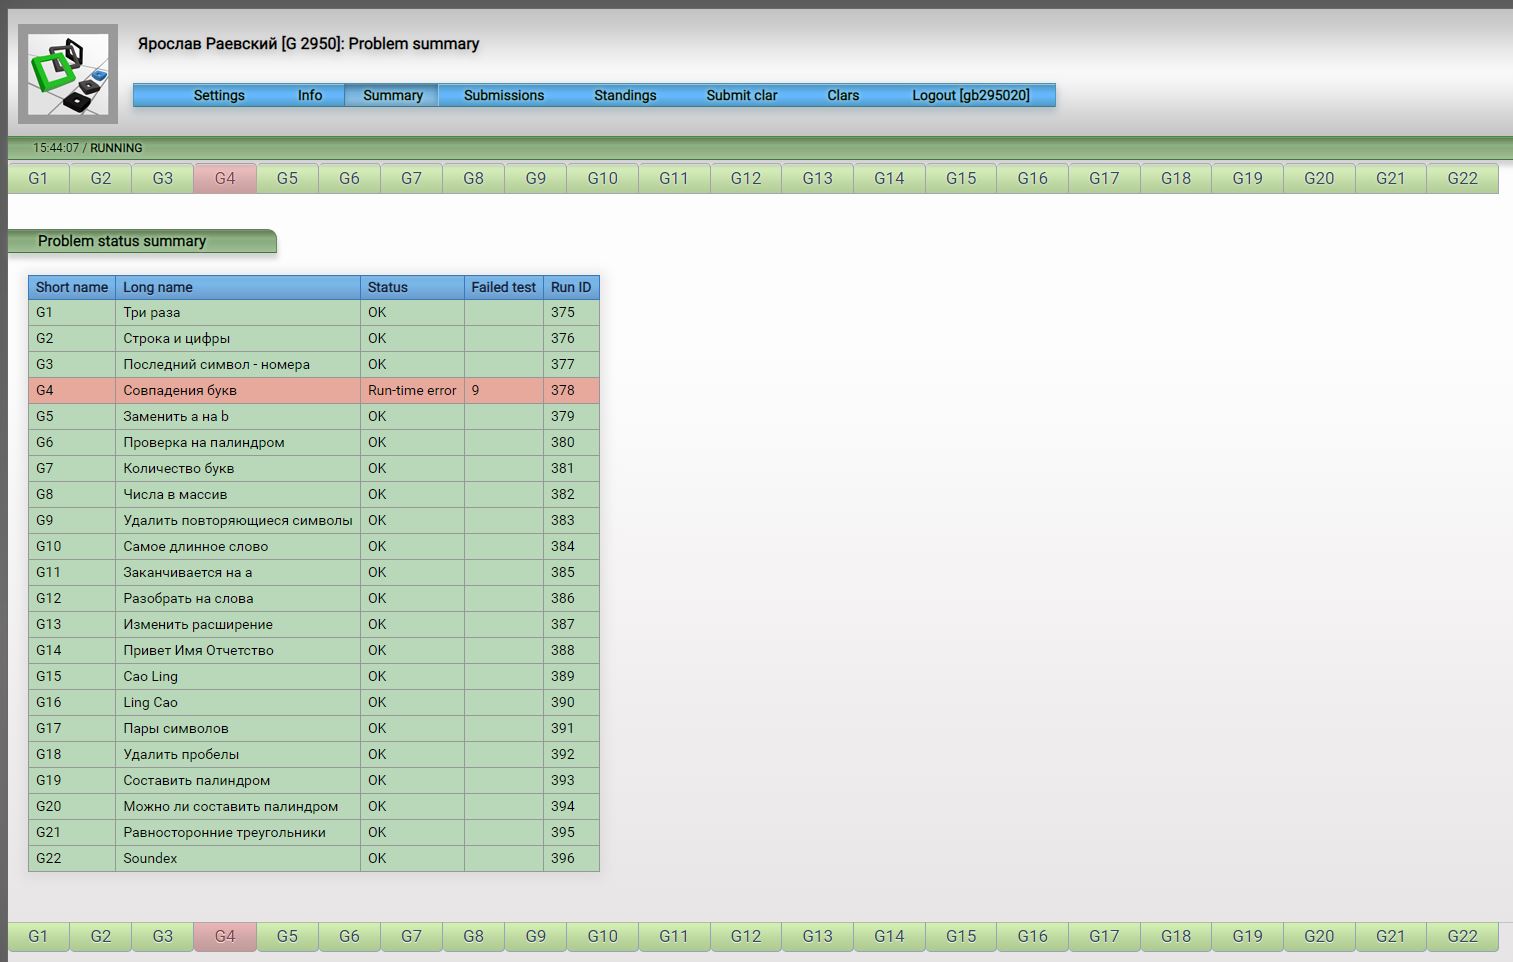 Ярослав Раевский [G 2950]: Problem summary
Settings Info Summary Submissions Standings Submit clar Clars Logout [gb295020]
15:44:07 / RUNNING
G1 G2 G3 G4 G5 G6 G7 G8 G9 G10 G11 G12 G13 G14 G15 G16 G17 G18 G19 G20 G21 G22
Problem status summary
Short name Long name Status Failed test Run ID
G1 Три раза OK 375
G2 Строка и цифры OK 376
G3 Последний символ - номера OK 377
G4 Совпадения букв Run-time error 9 378
G5 Заменить a на b OK 379
G6 Проверка на палиндром OK 380
G7 Количество букв OK 381
G8 Числа в массив OK 382
G9 Удалить повторяющиеся символы OK 383
G10 Самое длинное слово OK 384
G11 Заканчивается на a OK 385
G12 Разобрать на слова OK 386
G13 Изменить расширение OK 387
G14 Привет Имя Отчетство OK 388
G15 Cao Ling OK 389
G16 Ling Cao OK 390
G17 Пары символов OK 391
G18 Удалить пробелы OK 392
G19 Составить палиндром OK 393
G20 Можно ли составить палиндром OK 394
G21 Равносторонние треугольники OK 395
G22 Soundex OK 396
G1 G2 G3 G4 G5 G6 G7 G8 G9 G10 G11 G12 G13 G14 G15 G16 G17 G18 G19 G20 G21 G22